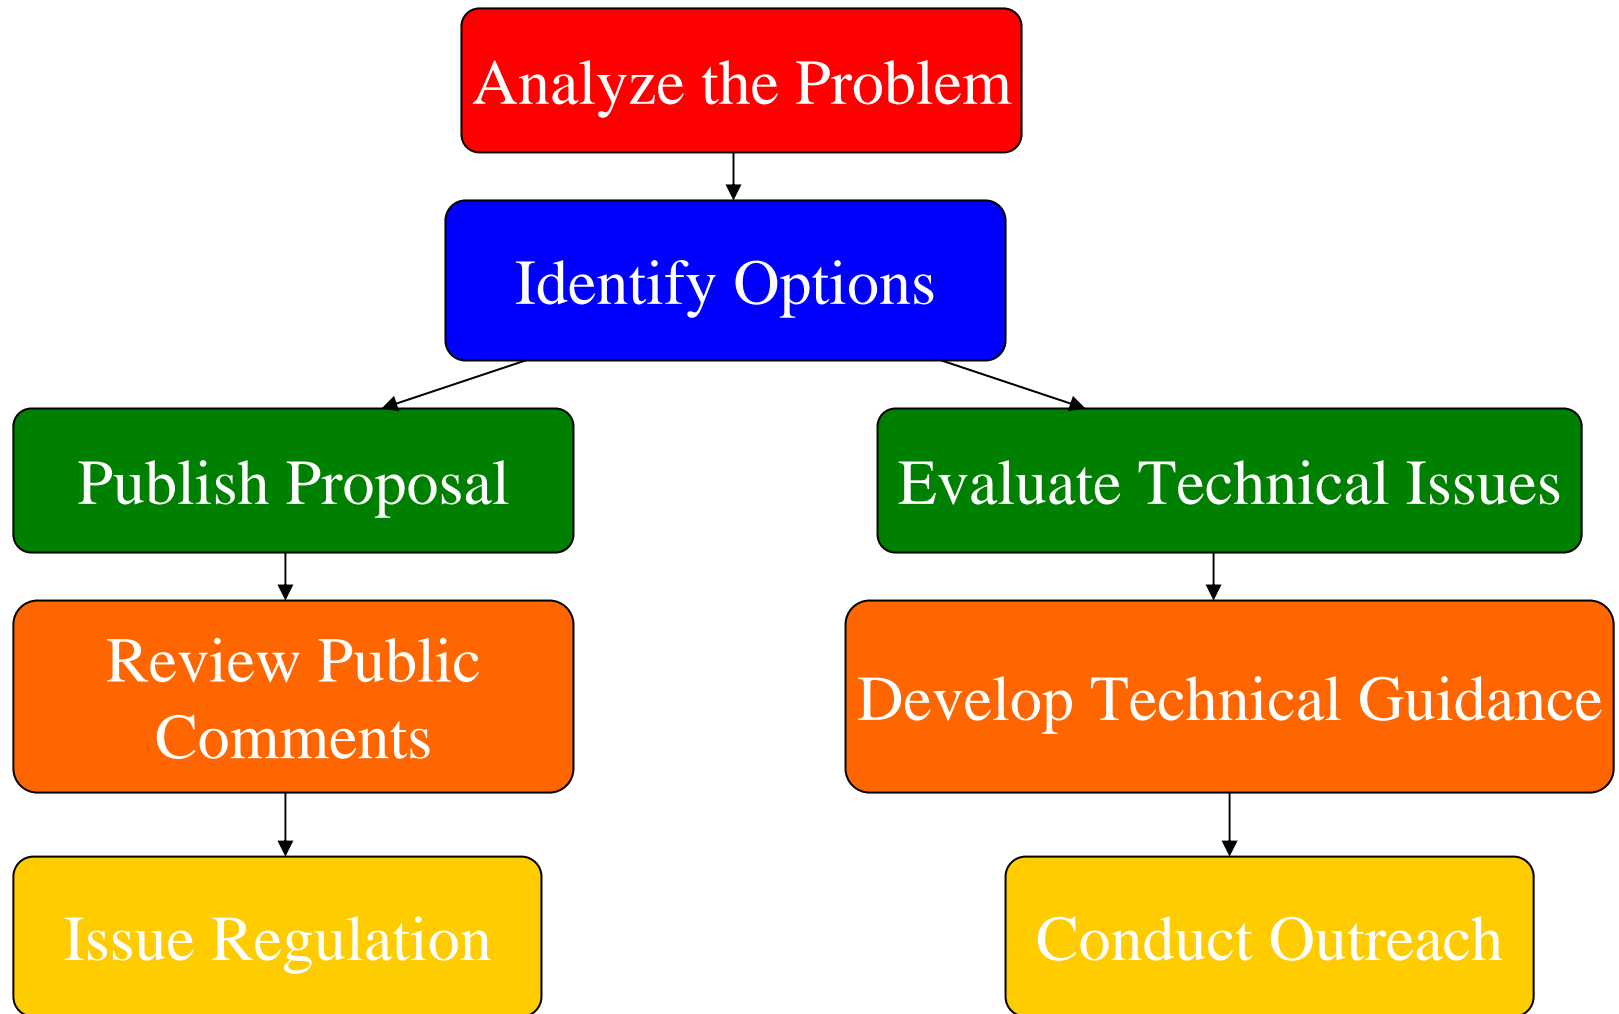 Analyze the Problem
Identify Options
Publish Proposal
Evaluate Technical Issues
Review Public
Comments
Develop Technical Guidance
Issue Regulation
Conduct Outreach